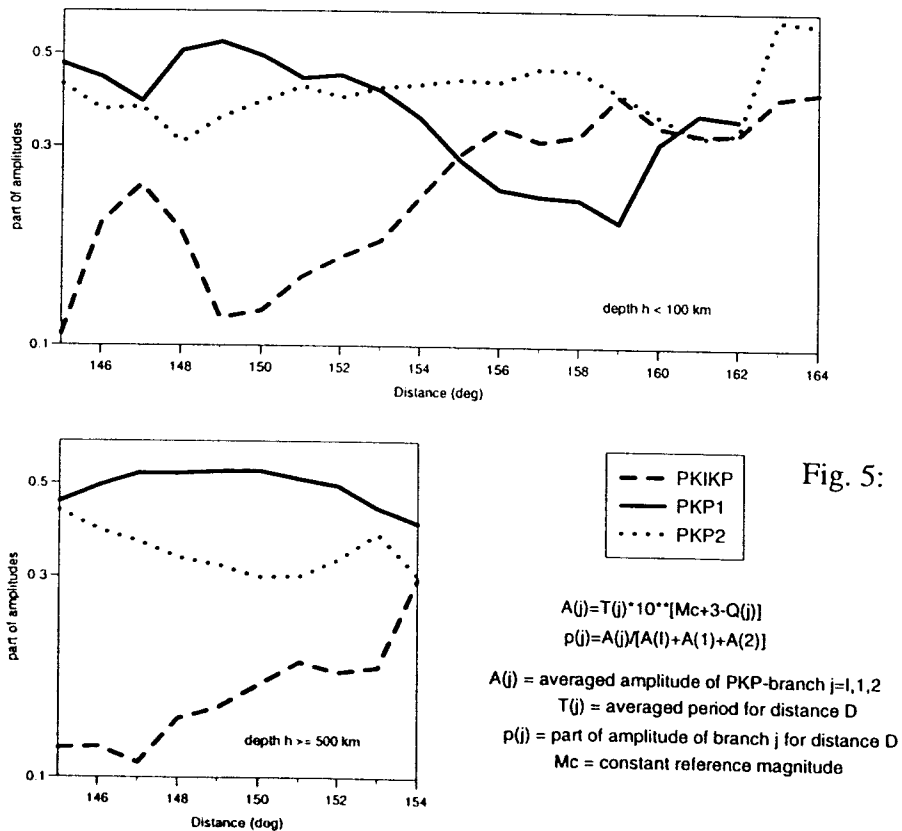 part Of amplitudes
0.5
0.3
0.1
depth h < 100 km
146 148 150 152 154 156 158 160 162 164
Distance (deg)
part of amplitudes
0.5
0.3
0.1
depth h >= 500 km
146 148 150 152 154
Distance (dog)
PKIKP
PKP1
PKP2
Fig. 5:
A(j)=T(j)*10**[Mc+3-Q(j)]
p(j)=A(j)/[A(I)+A(1)+A(2)]
A(j) = averaged amplitude of PKP-branch j=I,1,2
T(j) = averaged period for distance D
p(j) = part of amplitude of branch j for distance D
Mc = constant reference magnitude